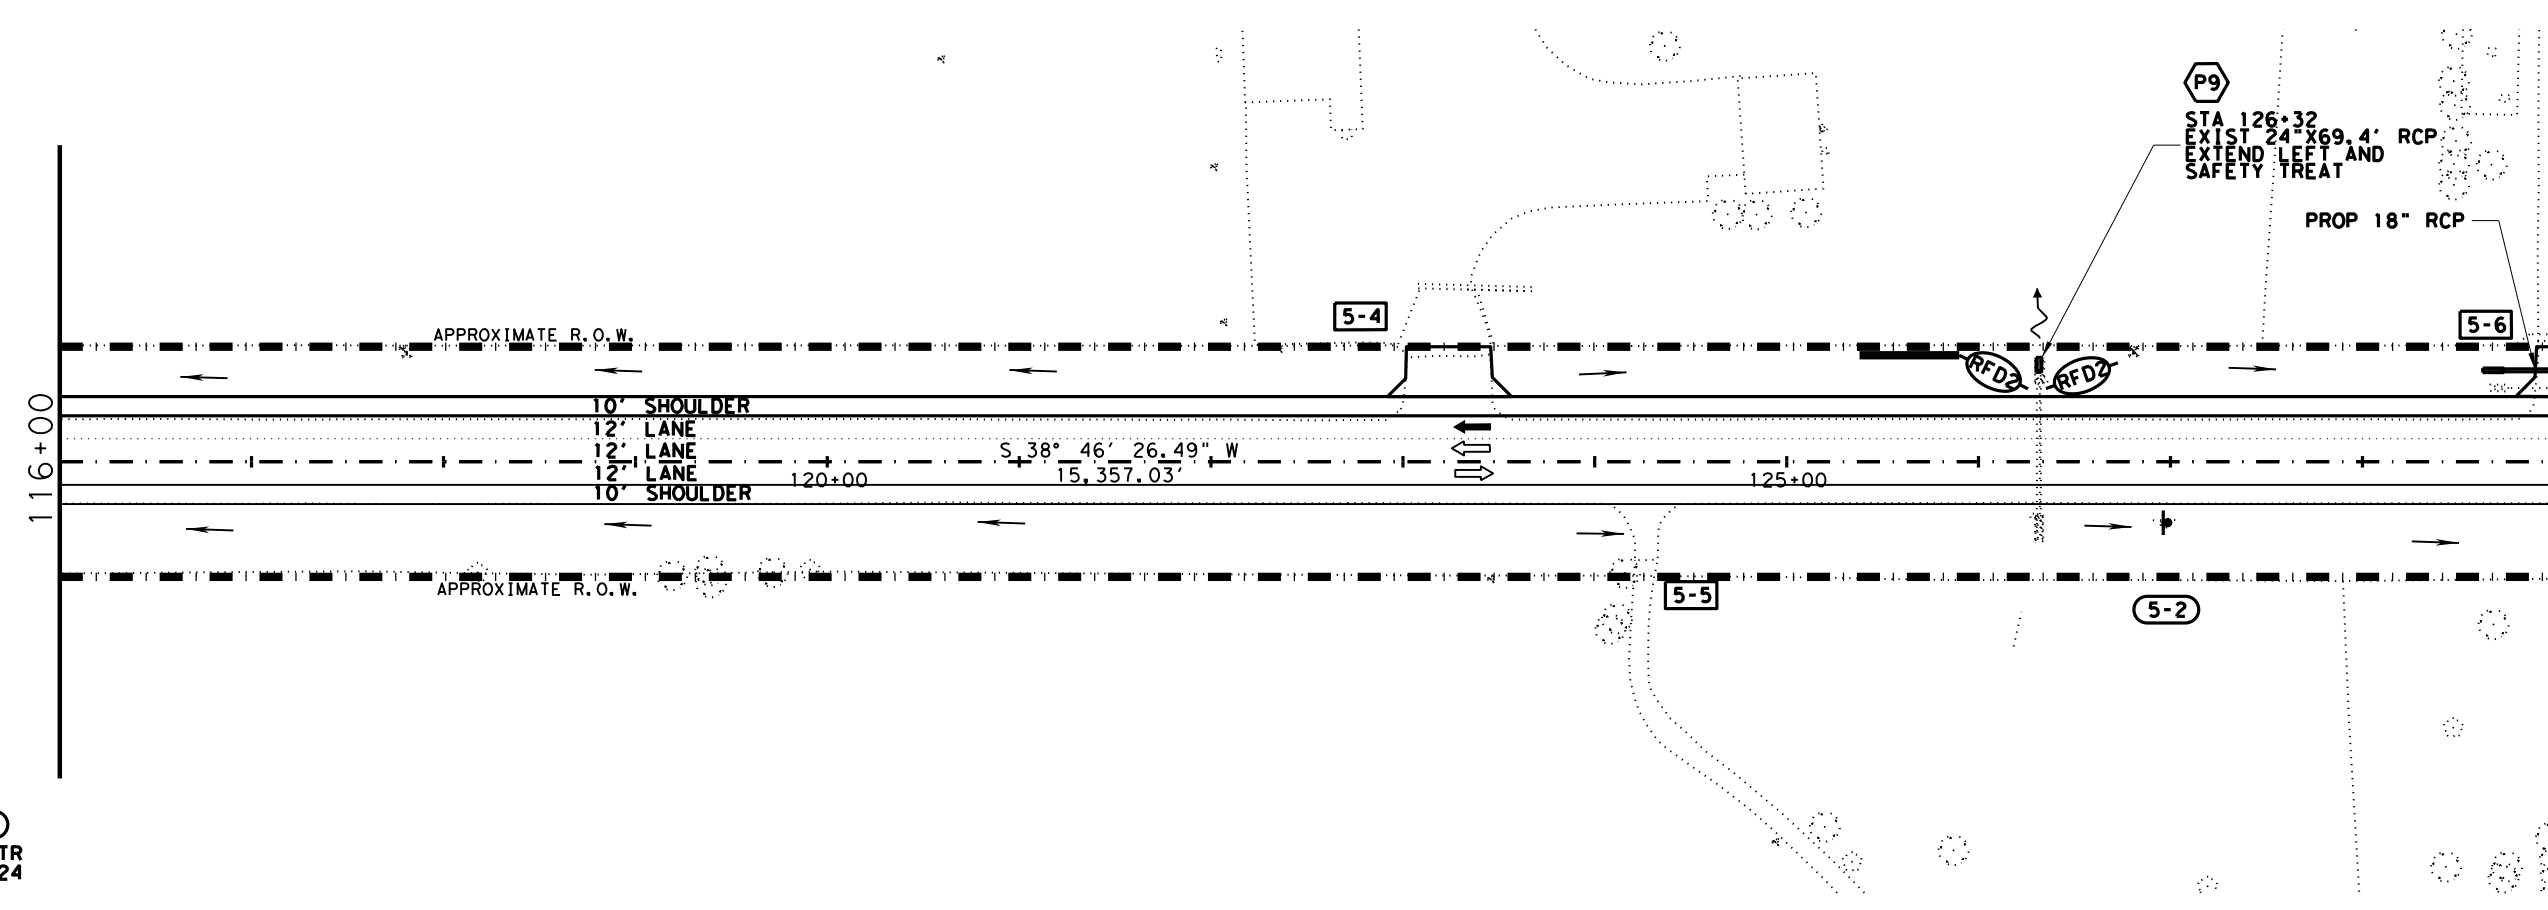 P9
STA 126+32
EXIST 24"X69.4' RCP
EXTEND LEFT AND
SAFETY TREAT
PROP 18" RCP
5-4
5-6
APPROXIMATE R.O.W.
RFD2
RFD2
116+00
10' SHOULDER
12' LANE
12' LANE
S 38° 46' 26.49" W
12' LANE
15,357.03'
120+00
125+00
10' SHOULDER
APPROXIMATE R.O.W.
5-5
5-2
TR
24